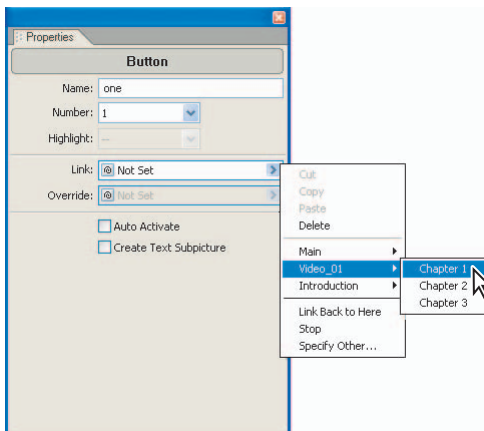 Properties
Button
Name: one
Number: 1
Highlight: --
Link: Not Set
Override: Not Set
Auto Activate
Create Text Subpicture
Cut
Copy
Paste
Delete
Main
Video_01
Introduction
Link Back to Here
Stop
Specify Other...
Chapter 1
Chapter 2
Chapter 3